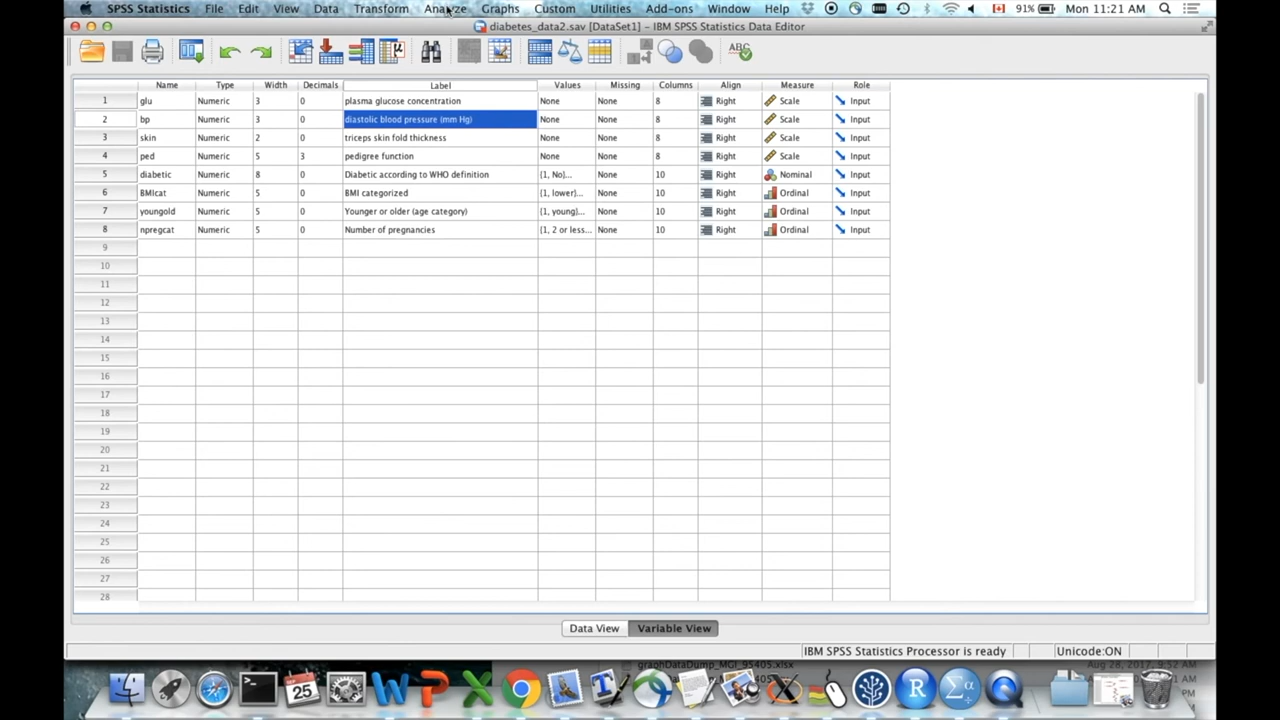 SPSS Statistics File Edit View Data Transform Analyze Graphs Custom Utilities Add-ons Window Help 91% Mon 11:21 AM
diabetes_data2.sav [DataSet1] – IBM SPSS Statistics Data Editor
Name Type Width Decimals Label Values Missing Columns Align Measure Role
1 glu Numeric 3 0 plasma glucose concentration None None 8 Right Scale Input
2 bp Numeric 3 0 diastolic blood pressure (mm Hg) None None 8 Right Scale Input
3 skin Numeric 2 0 triceps skin fold thickness None None 8 Right Scale Input
4 ped Numeric 5 3 pedigree function None None 8 Right Scale Input
5 diabetic Numeric 8 0 Diabetic according to WHO definition {1, No}... None 10 Right Nominal Input
6 BMIcat Numeric 5 0 BMI categorized {1, lower}... None 10 Right Ordinal Input
7 youngold Numeric 5 0 Younger or older (age category) {1, young}... None 10 Right Ordinal Input
8 npregcat Numeric 5 0 Number of pregnancies {1, 2 or less... None 10 Right Ordinal Input
9
10
11
12
13
14
15
16
17
18
19
20
21
22
23
24
25
26
27
28
Data View Variable View
IBM SPSS Statistics Processor is ready Unicode:ON
graphDataDump_MGI_95405.xlsx Aug 28, 2017, 9:52 AM
25